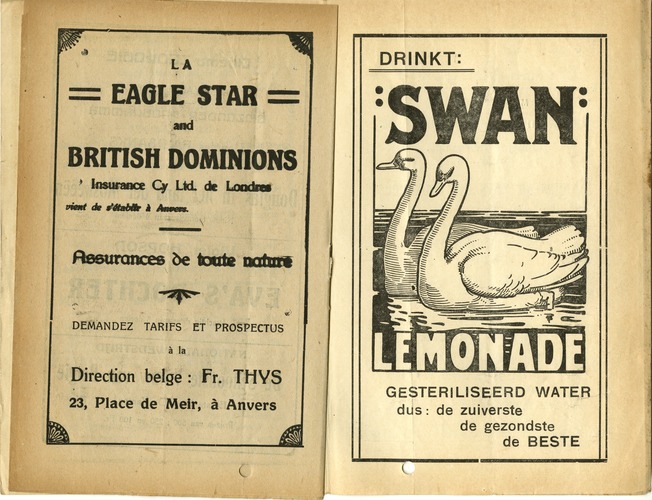 LA
EAGLE STAR
and
BRITISH DOMINIONS
Insurance Cy Ltd. de Londres
vient de s'établir à Anvers.
Assurances de toute nature
DEMANDEZ TARIFS ET PROSPECTUS
à la
Direction belge : Fr. THYS
23, Place de Meir, à Anvers
DRINKT:
SWAN
LEMONADE
GESTERILISEERD WATER
dus : de zuiverste
de gezondste
de BESTE